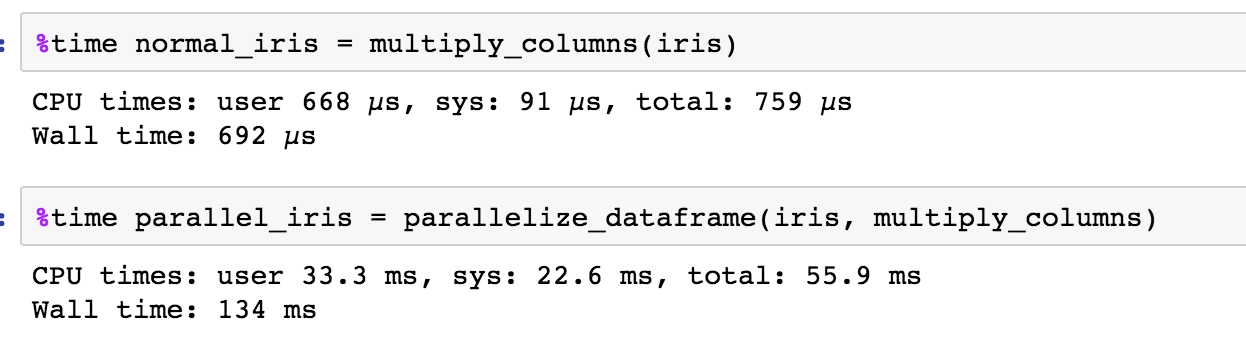 : %time normal_iris = multiply_columns(iris)
CPU times: user 668 µs, sys: 91 µs, total: 759 µs
Wall time: 692 µs
: %time parallel_iris = parallelize_dataframe(iris, multiply_columns)
CPU times: user 33.3 ms, sys: 22.6 ms, total: 55.9 ms
Wall time: 134 ms